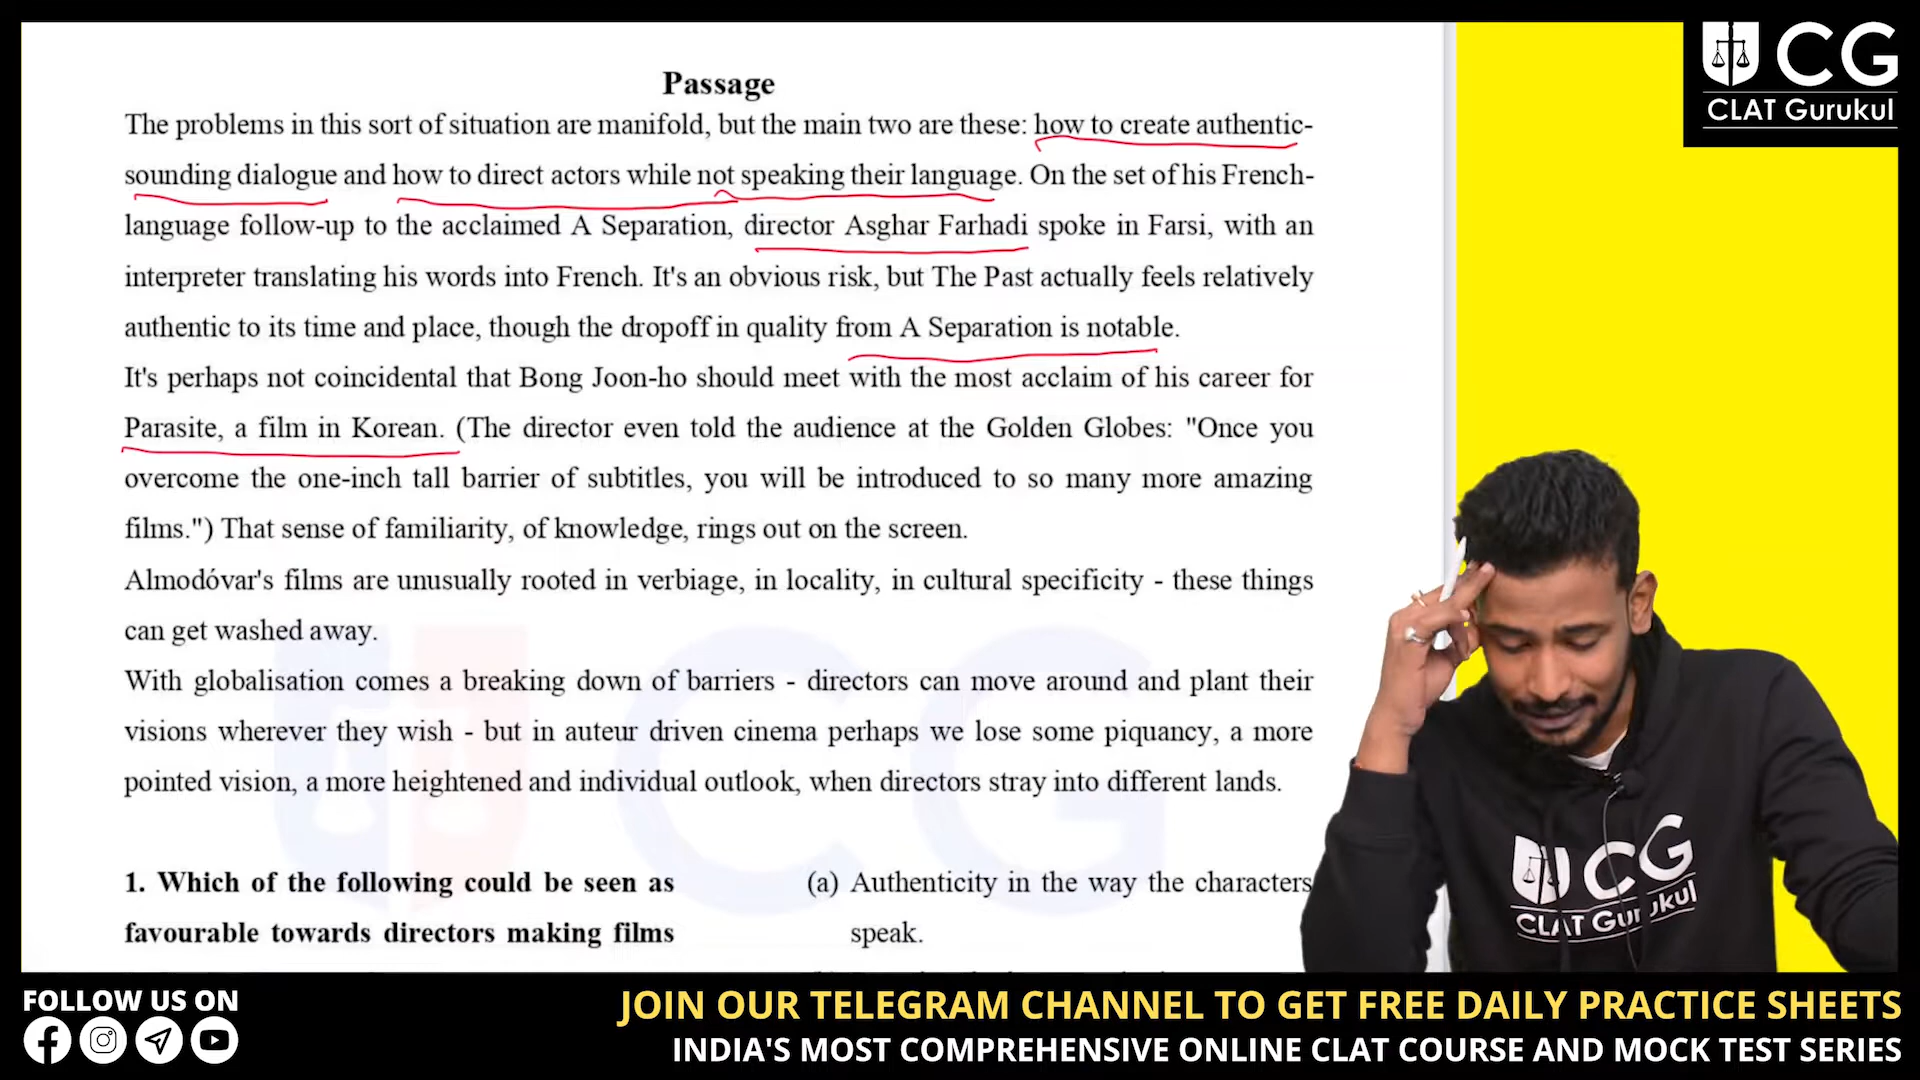 CG
CLAT Gurukul
Passage
The problems in this sort of situation are manifold, but the main two are these: how to create authentic-
sounding dialogue and how to direct actors while not speaking their language. On the set of his French-
language follow-up to the acclaimed A Separation, director Asghar Farhadi spoke in Farsi, with an
interpreter translating his words into French. It's an obvious risk, but The Past actually feels relatively
authentic to its time and place, though the dropoff in quality from A Separation is notable.
It's perhaps not coincidental that Bong Joon-ho should meet with the most acclaim of his career for
Parasite, a film in Korean. (The director even told the audience at the Golden Globes: "Once you
overcome the one-inch tall barrier of subtitles, you will be introduced to so many more amazing
films.") That sense of familiarity, of knowledge, rings out on the screen.
Almodóvar's films are unusually rooted in verbiage, in locality, in cultural specificity - these things
can get washed away.
With globalisation comes a breaking down of barriers - directors can move around and plant their
visions wherever they wish - but in auteur driven cinema perhaps we lose some piquancy, a more
pointed vision, a more heightened and individual outlook, when directors stray into different lands.
1. Which of the following could be seen as
favourable towards directors making films
(a) Authenticity in the way the characters
speak.
CG
CLAT Gurukul
FOLLOW US ON
JOIN OUR TELEGRAM CHANNEL TO GET FREE DAILY PRACTICE SHEETS
INDIA'S MOST COMPREHENSIVE ONLINE CLAT COURSE AND MOCK TEST SERIES